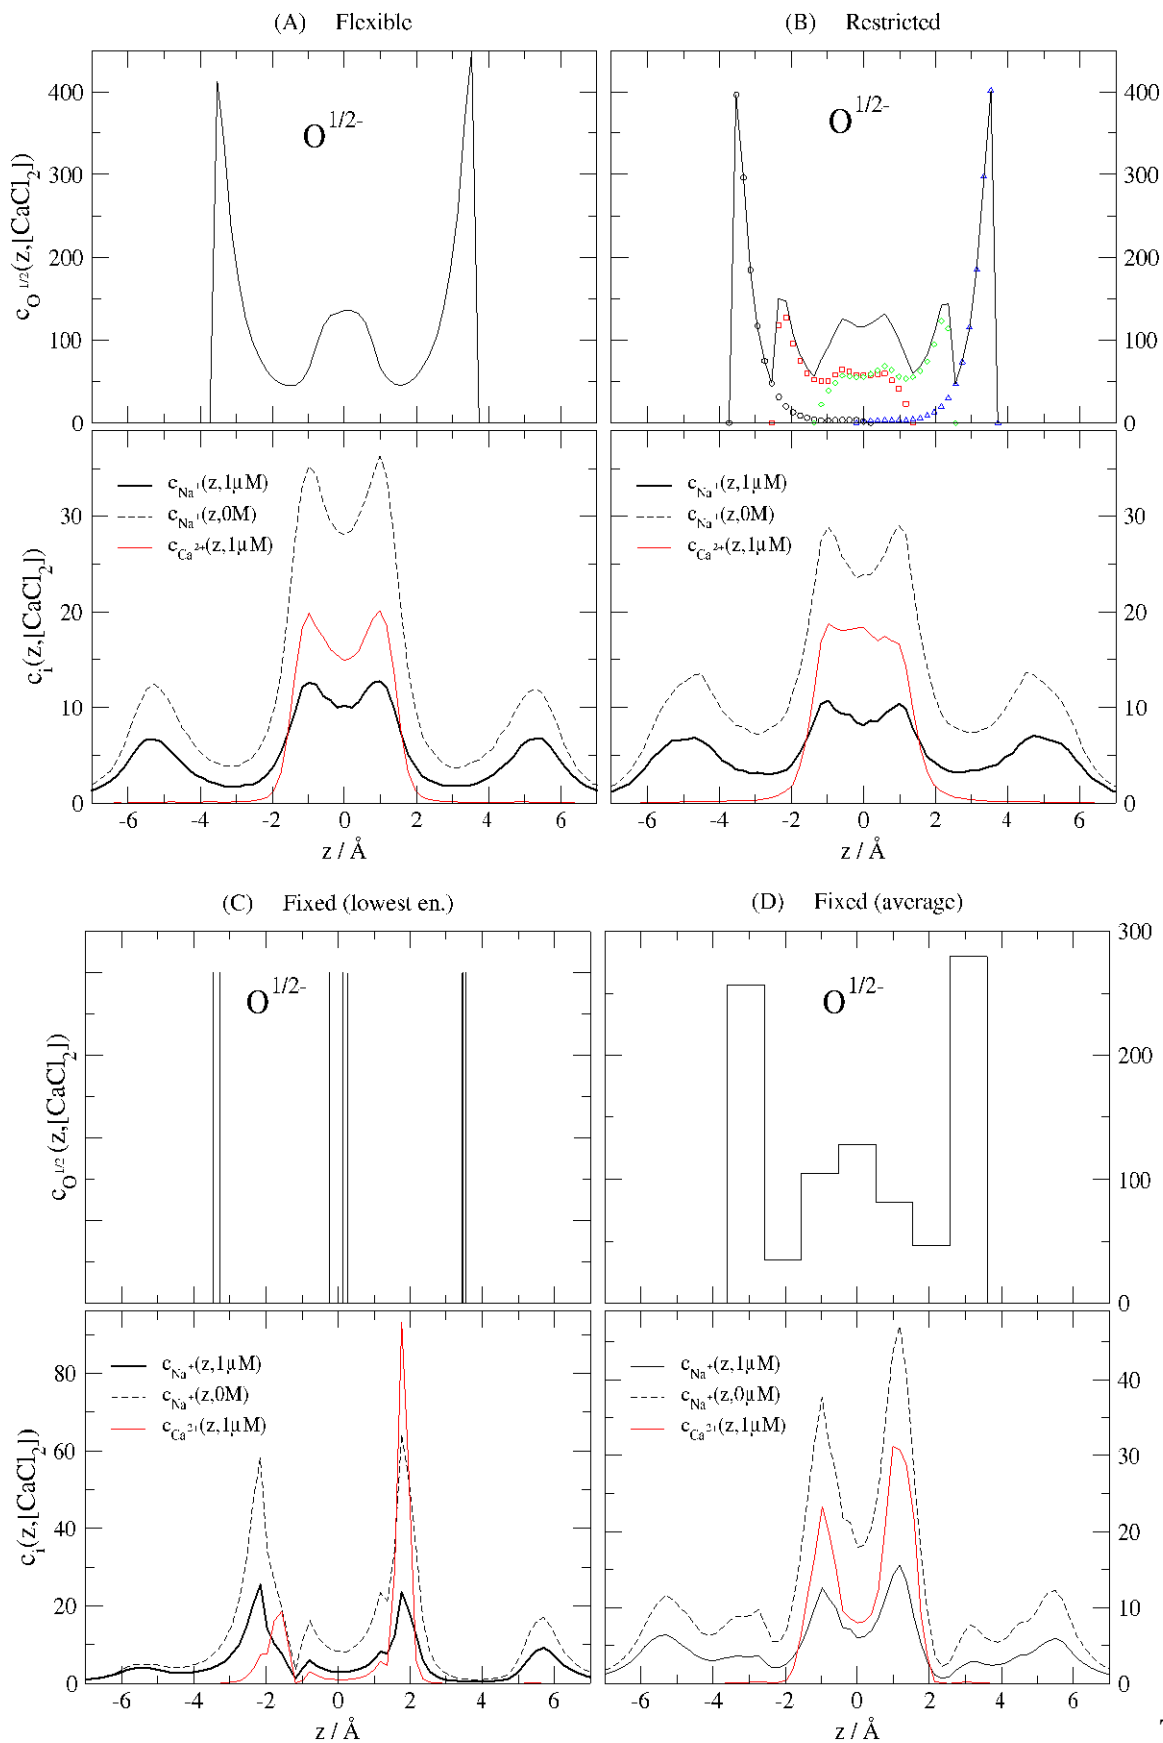 (A) Flexible
(B) Restricted
O1/2-
O1/2-
400
300
200
100
0
400
300
200
100
0
cO1/2(z,[CaCl2])
cNa+(z,1μM)
cNa+(z,0M)
cCa2+(z,1μM)
cNa+(z,1μM)
cNa+(z,0M)
cCa2+(z,1μM)
30
20
10
0
30
20
10
0
ci(z,[CaCl2])
-6 -4 -2 0 2 4 6
-6 -4 -2 0 2 4 6
z / Å
z / Å
(C) Fixed (lowest en.)
(D) Fixed (average)
O1/2-
O1/2-
300
200
100
0
cO1/2(z,[CaCl2])
cNa+(z,1μM)
cNa+(z,0M)
cCa2+(z,1μM)
cNa+(z,1μM)
cNa+(z,0μM)
cCa2+(z,1μM)
80
60
40
20
0
40
30
20
10
0
ci(z,[CaCl2])
-6 -4 -2 0 2 4 6
-6 -4 -2 0 2 4 6
z / Å
z / Å